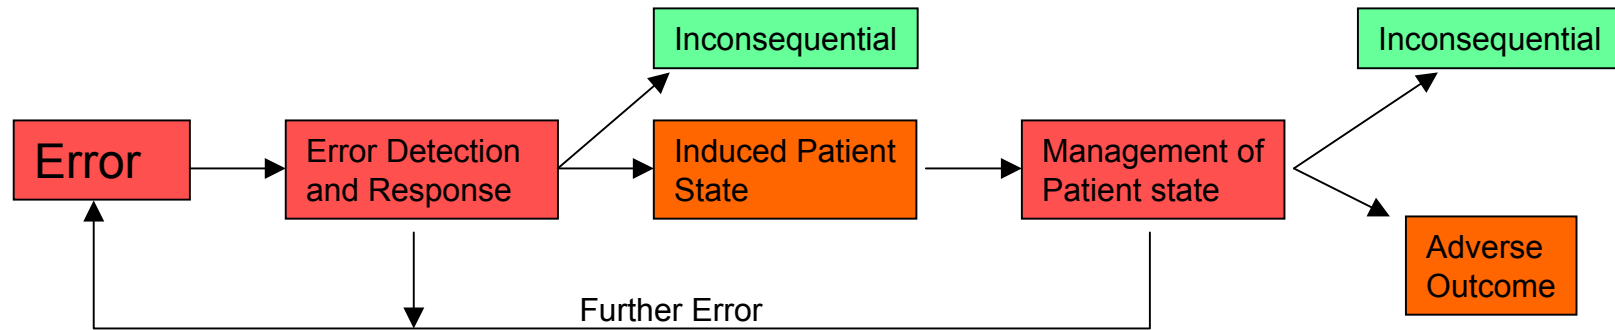 Inconsequential
Inconsequential
Error
Error Detection
and Response
Induced Patient
State
Management of
Patient state
Adverse
Outcome
Further Error